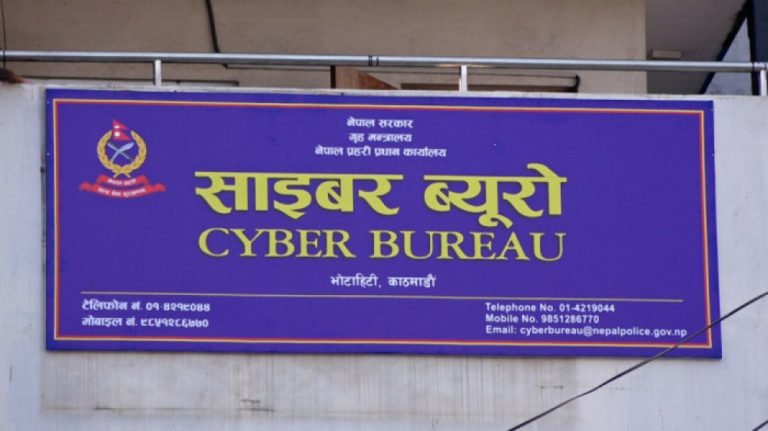 नेपाल सरकार
गृह मन्त्रालय
नेपाल प्रहरी प्रधान कार्यालय
साइबर ब्यूरो
CYBER BUREAU
भोटाहिटी, काठमाडौं
टेलिफोन नं. ०१-४२१९०४४
मोबाइल नं. ९८५१२८६७७०
Telephone No. 01-4219044
Mobile No. 9851286770
Email: cyberbureau@nepalpolice.gov.np